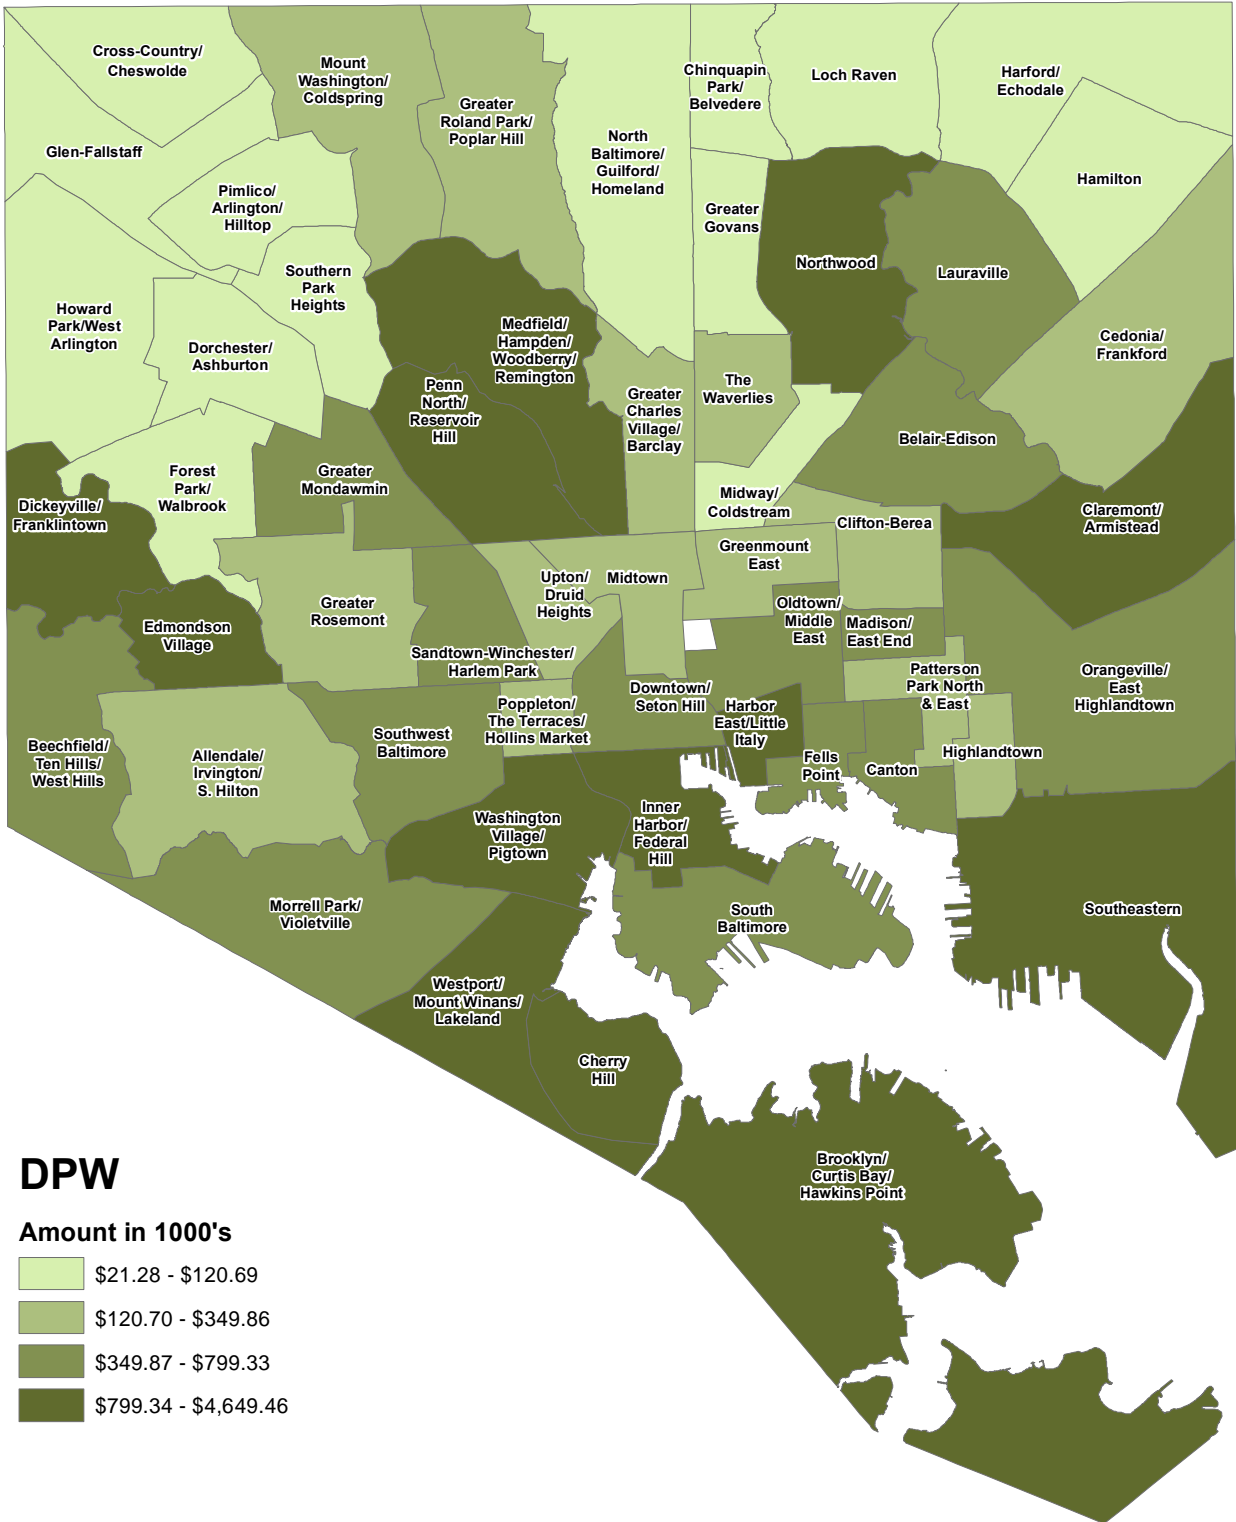 Cross-Country/
Cheswolde
Mount
Washington/
Coldspring
Greater
Roland Park/
Poplar Hill
North
Baltimore/
Guilford/
Homeland
Chinquapin
Park/
Belvedere
Loch Raven
Harford/
Echodale
Glen-Fallstaff
Pimlico/
Arlington/
Hilltop
Hamilton
Greater
Govans
Northwood
Lauraville
Southern
Park
Heights
Howard
Park/West
Arlington
Dorchester/
Ashburton
Medfield/
Hampden/
Woodberry/
Remington
Cedonia/
Frankford
Penn
North/
Reservoir
Hill
Greater
Charles
Village/
Barclay
The
Waverlies
Belair-Edison
Forest
Park/
Walbrook
Greater
Mondawmin
Midway/
Coldstream
Dickeyville/
Franklintown
Clifton-Berea
Claremont/
Armistead
Greenmount
East
Upton/
Druid
Heights
Midtown
Greater
Rosemont
Oldtown/
Middle
East
Madison/
East End
Edmondson
Village
Sandtown-Winchester/
Harlem Park
Patterson
Park North
& East
Orangeville/
East
Highlandtown
Downtown/
Seton Hill
Poppleton/
The Terraces/
Hollins Market
Harbor
East/Little
Italy
Southwest
Baltimore
Beechfield/
Ten Hills/
West Hills
Allendale/
Irvington/
S. Hilton
Highlandtown
Fells
Point
Canton
Washington
Village/
Pigtown
Inner
Harbor/
Federal
Hill
Morrell Park/
Violetville
South
Baltimore
Southeastern
Westport/
Mount Winans/
Lakeland
Cherry
Hill
Brooklyn/
Curtis Bay/
Hawkins Point
DPW
Amount in 1000's
$21.28 - $120.69
$120.70 - $349.86
$349.87 - $799.33
$799.34 - $4,649.46